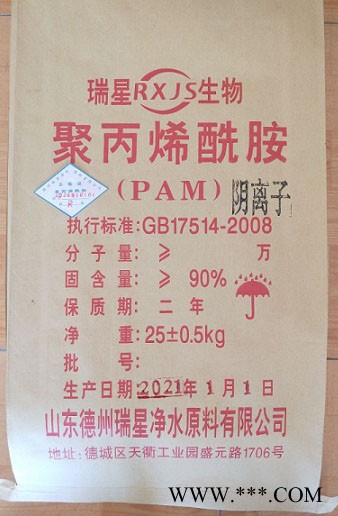 瑞星RXJS生物
聚丙烯酰胺
(PAM) 阴离子
执行标准:GB17514-2008
分子量:≥ 万
固含量:≥ 90%
保质期:二年
净重:25±0.5kg
批号:
生产日期:2021年1月1日
山东德州瑞星净水原料有限公司
地址:德城区天衢工业园盛元路1706号
WWW.***.COM